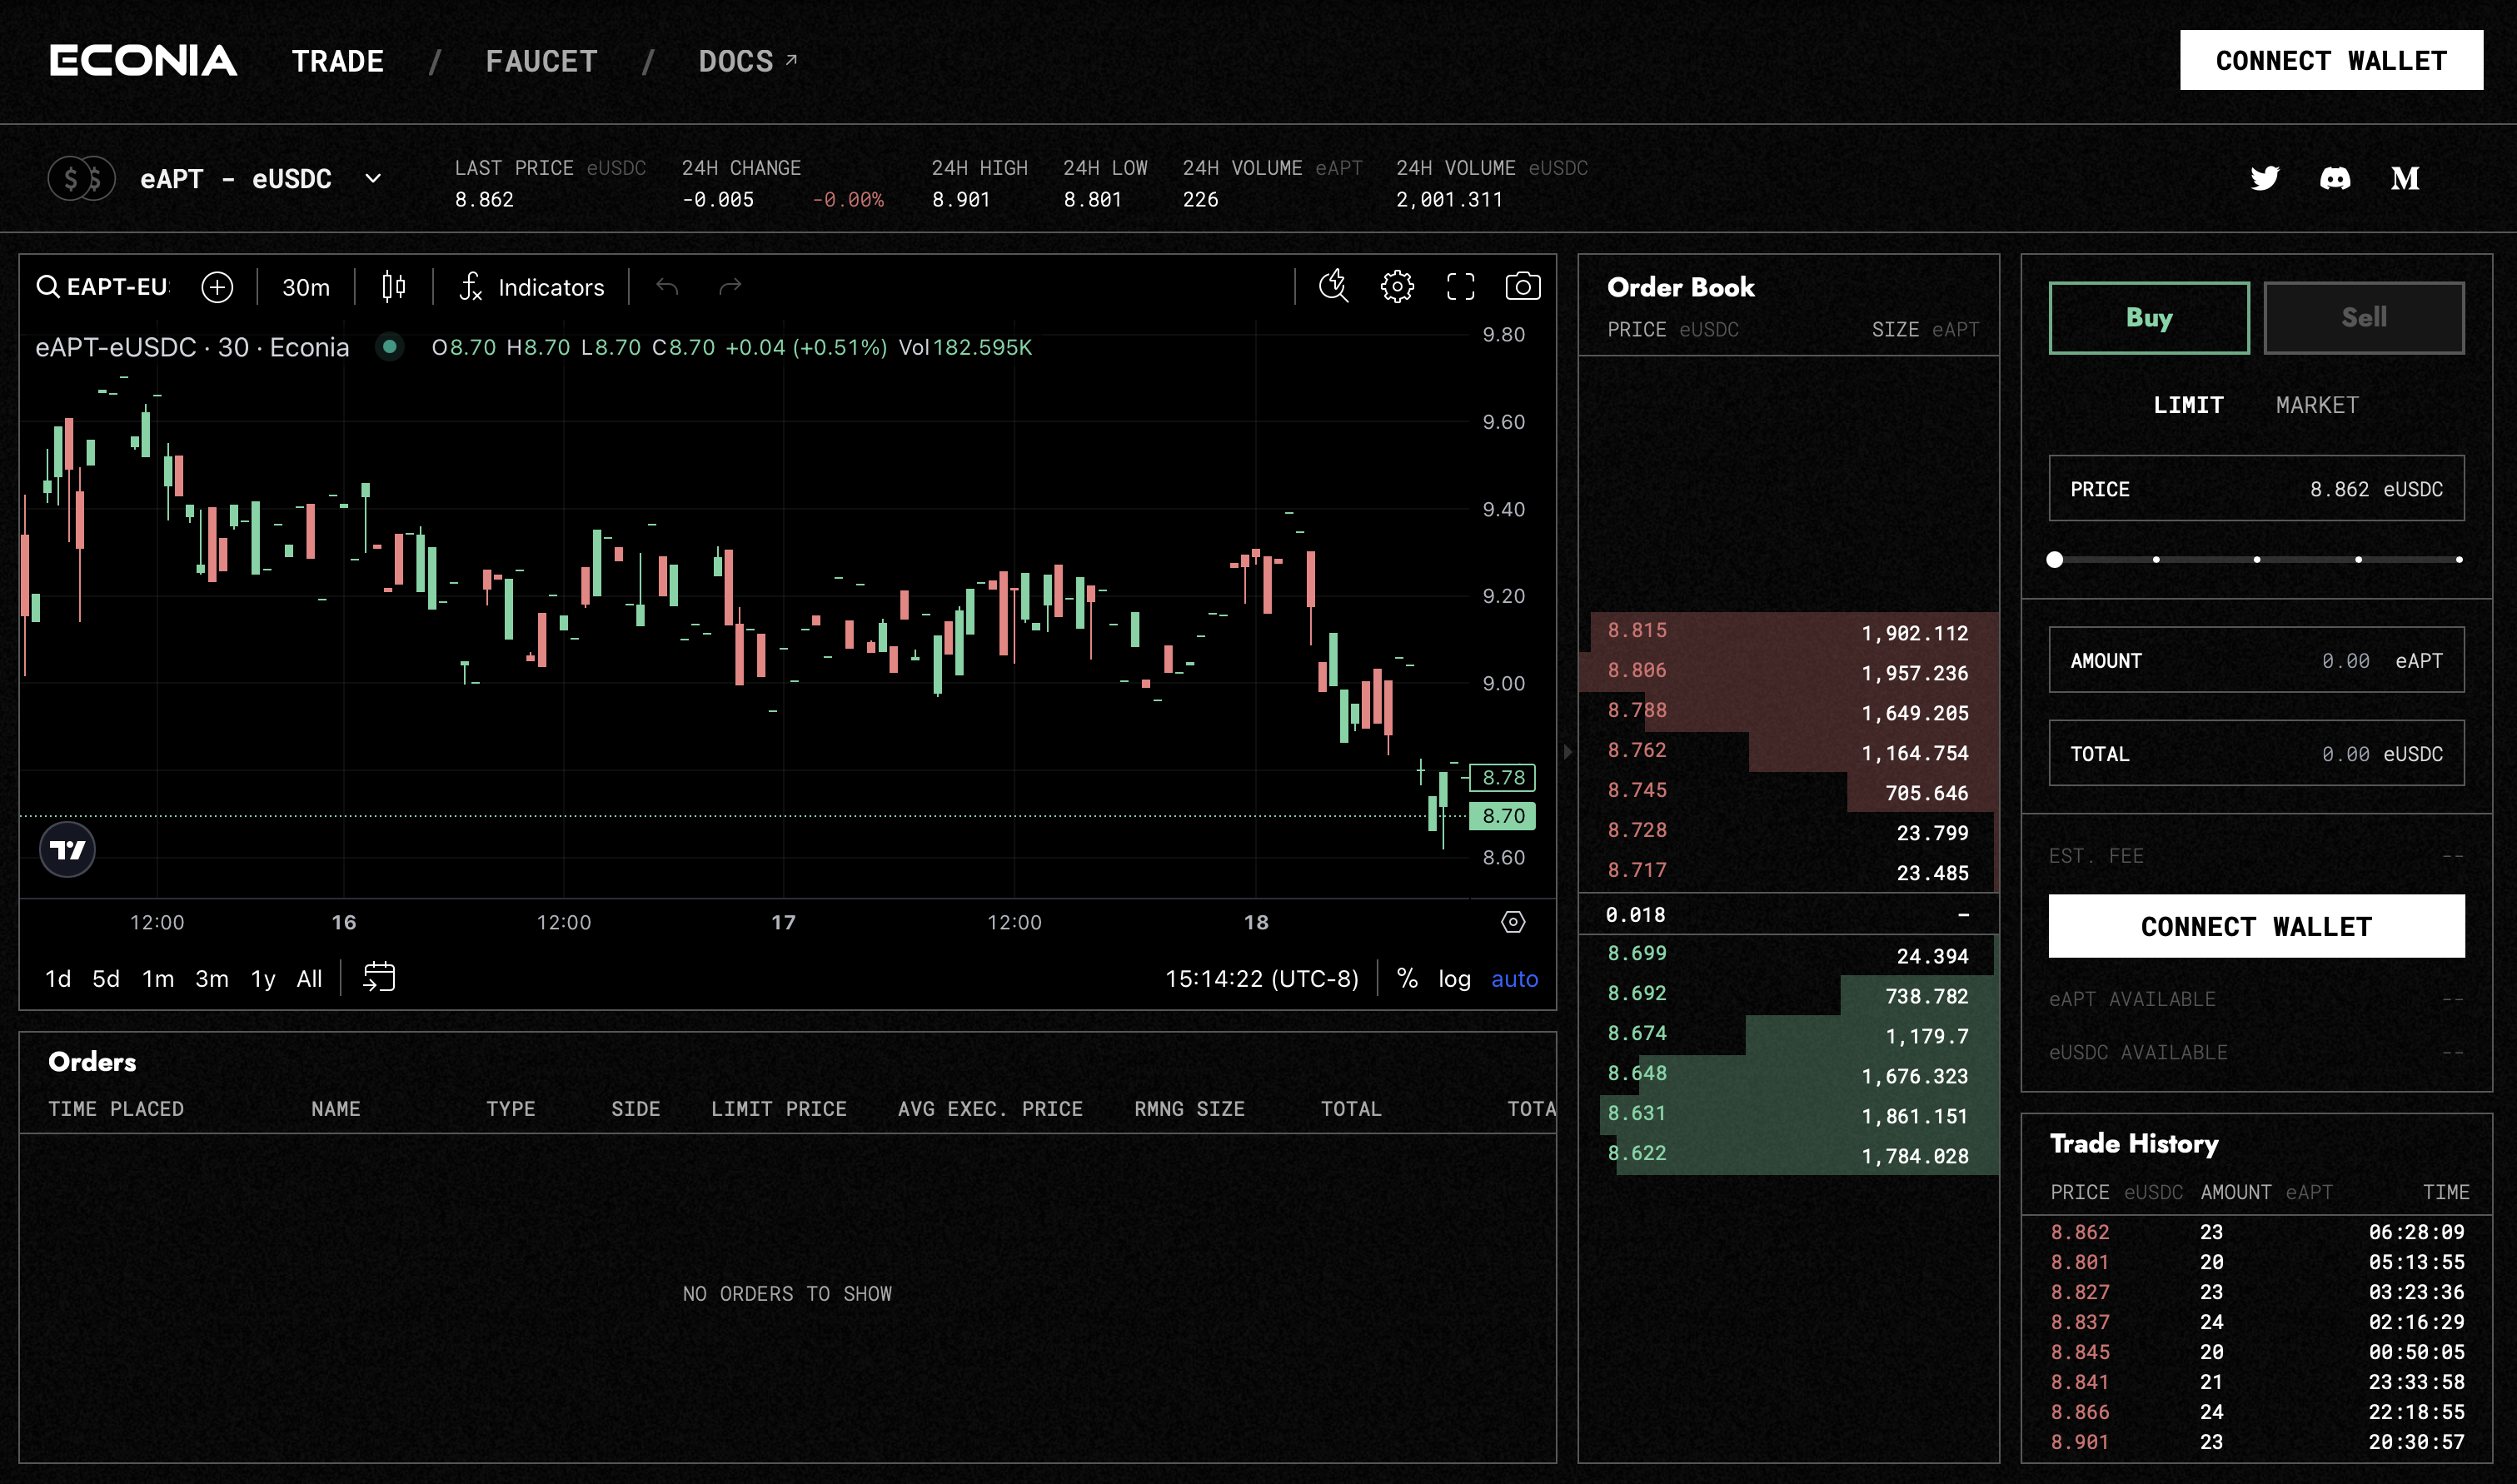 ECONIA TRADE / FAUCET / DOCS ↗ CONNECT WALLET
$ $ eAPT - eUSDC
LAST PRICE eUSDC 24H CHANGE 24H HIGH 24H LOW 24H VOLUME eAPT 24H VOLUME eUSDC
8.862 -0.005 -0.00% 8.901 8.801 226 2,001.311
EAPT-EU
30m
Indicators
eAPT-eUSDC · 30 · Econia O8.70 H8.70 L8.70 C8.70 +0.04 (+0.51%) Vol182.595K
9.80
9.60
9.40
9.20
9.00
8.78
8.70
8.60
12:00 16 12:00 17 12:00 18
1d 5d 1m 3m 1y All 15:14:22 (UTC-8) % log auto
Orders
TIME PLACED NAME TYPE SIDE LIMIT PRICE AVG EXEC. PRICE RMNG SIZE TOTAL TOTA
NO ORDERS TO SHOW
Order Book
PRICE eUSDC SIZE eAPT
8.815 1,902.112
8.806 1,957.236
8.788 1,649.205
8.762 1,164.754
8.745 705.646
8.728 23.799
8.717 23.485
0.018 –
8.699 24.394
8.692 738.782
8.674 1,179.7
8.648 1,676.323
8.631 1,861.151
8.622 1,784.028
Buy Sell
LIMIT MARKET
PRICE 8.862 eUSDC
AMOUNT 0.00 eAPT
TOTAL 0.00 eUSDC
EST. FEE --
CONNECT WALLET
eAPT AVAILABLE --
eUSDC AVAILABLE --
Trade History
PRICE eUSDC AMOUNT eAPT TIME
8.862 23 06:28:09
8.801 20 05:13:55
8.827 23 03:23:36
8.837 24 02:16:29
8.845 20 00:50:05
8.841 21 23:33:58
8.866 24 22:18:55
8.901 23 20:30:57